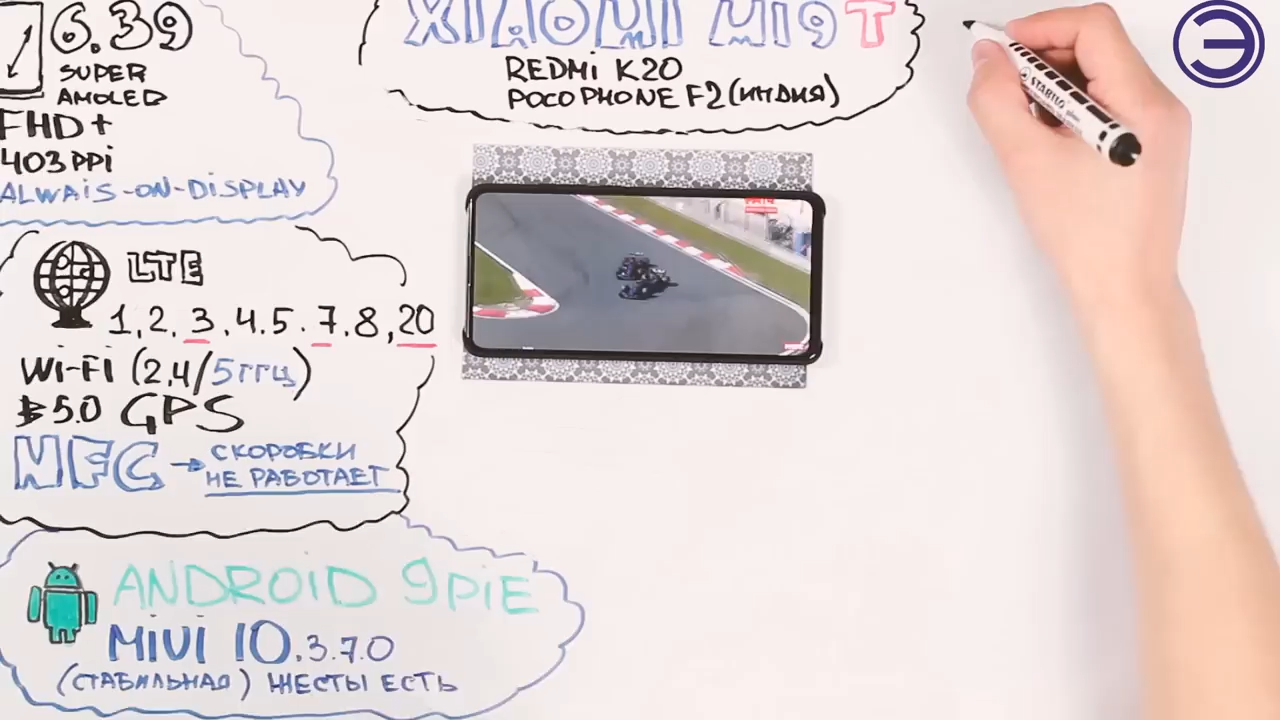 6.39
SUPER
AMOLED
FHD+
403PPi
ALWAIS-ON-DISPLAY
XIAOMI MI9T
REDMi K20
POCOPHONE F2 (ИНДИЯ)
Э
STABILO
LTE
1,2,3,4.5.7.8,20
Wi-Fi (2,4/5ГГЦ)
5.0 GPS
NFC → С КОРОБКИ
НЕ РАБОТАЕТ
ANDROiD 9PiE
MiUi 10.3.7.0
(СТАБИЛЬНАЯ) ЖЕСТЫ ЕСТЬ